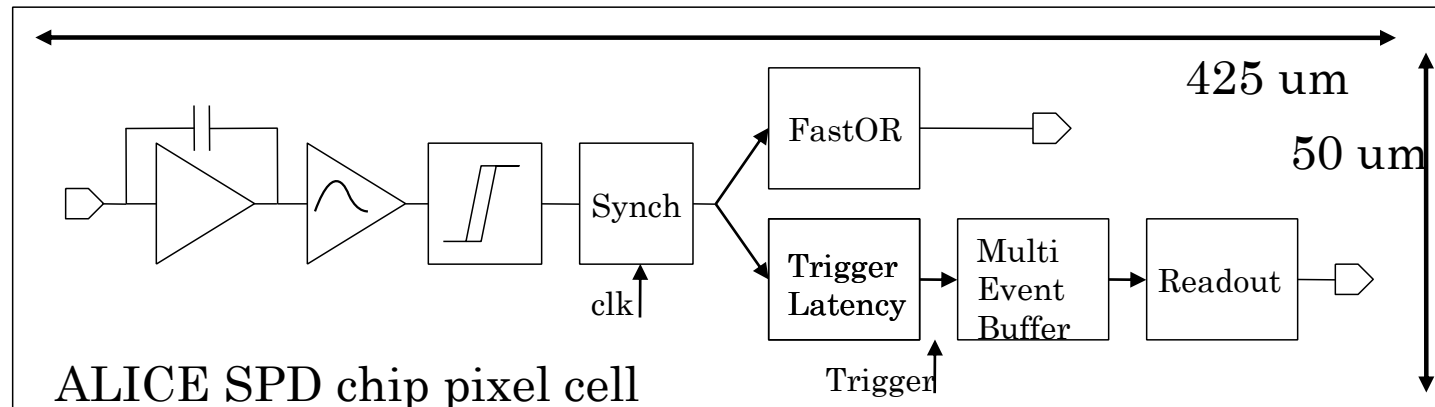 425 um
FastOR
50 um
Synch
clk
Trigger
Latency
Multi
Event
Buffer
Readout
Trigger
ALICE SPD chip pixel cell